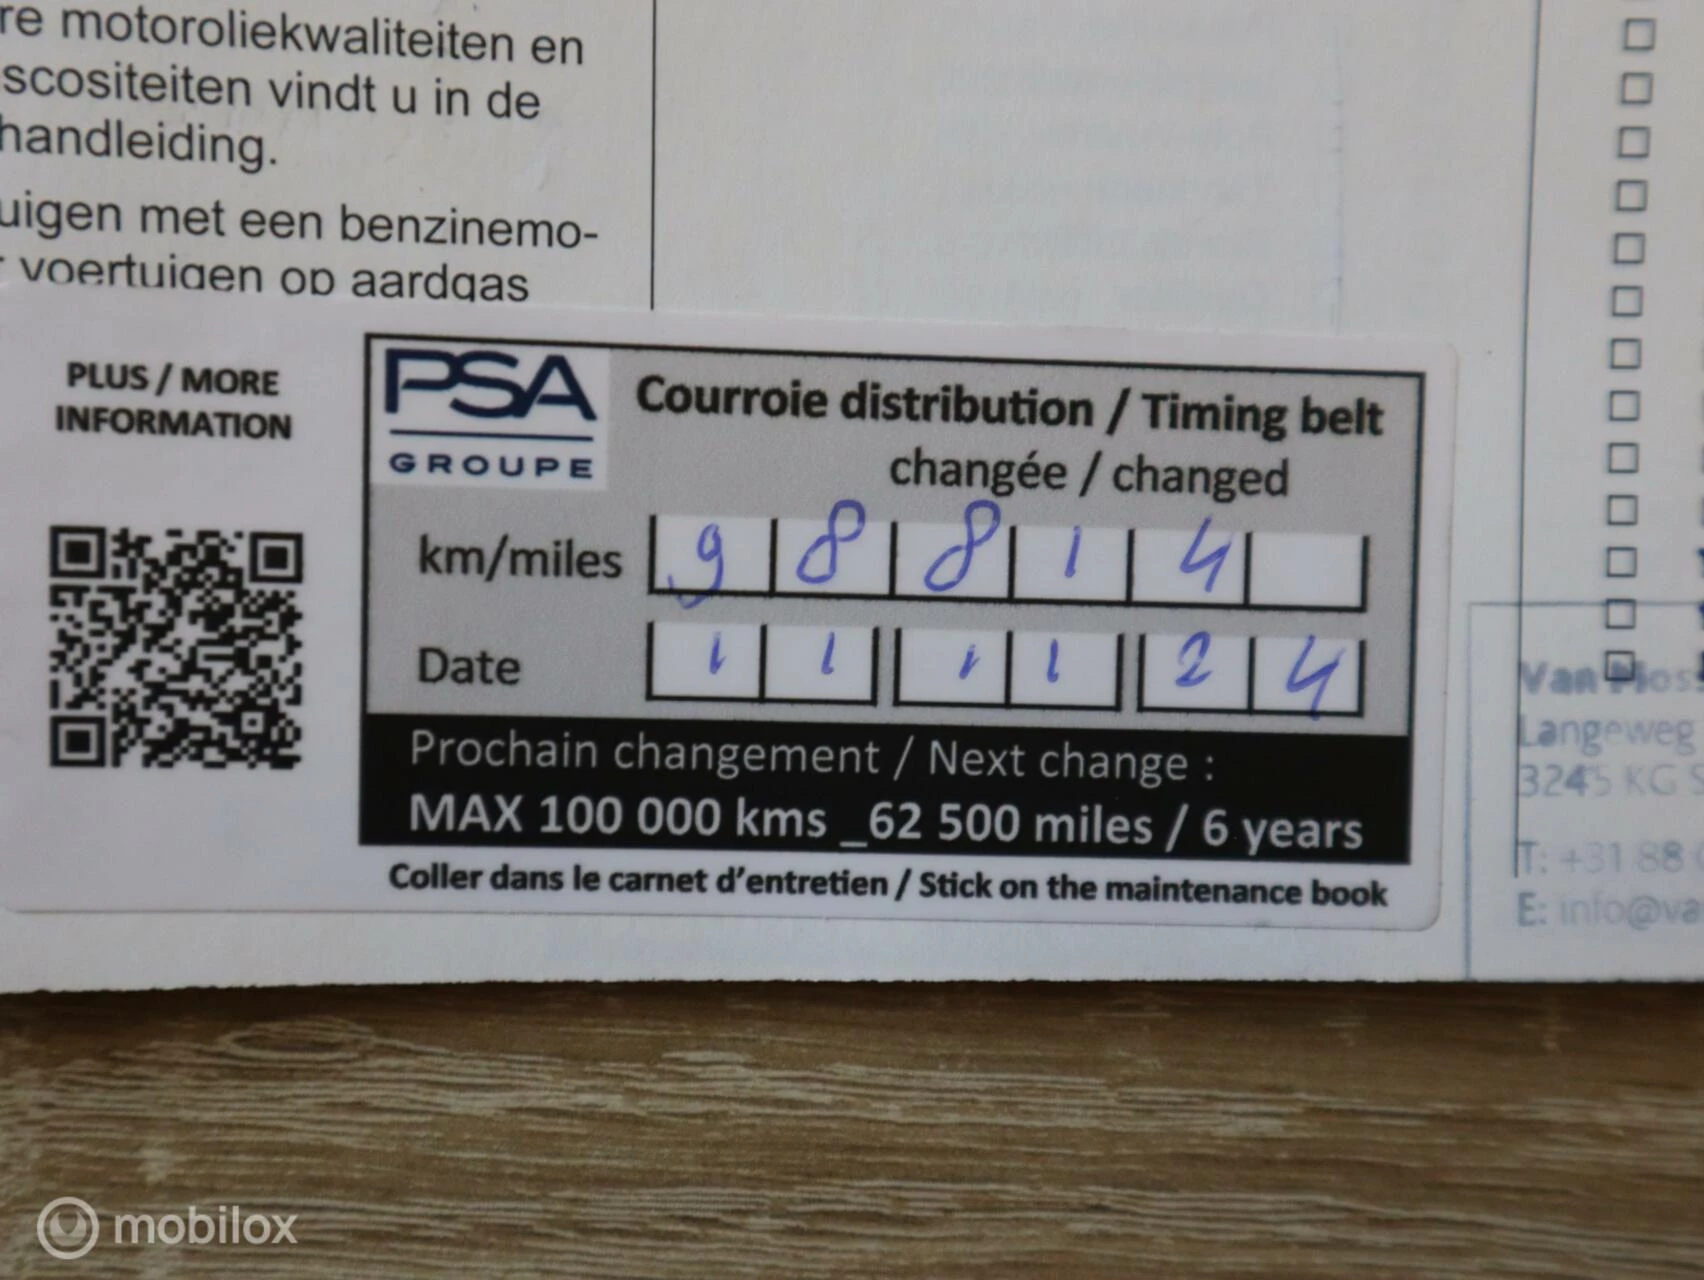 re motoroliekwaliteiten en
scositeiten vindt u in de
handleiding.
uigen met een benzinemo-
voertuigen op aardgas
PLUS / MORE
INFORMATION
PSA
GROUPE
Courroie distribution / Timing belt
changée / changed
km/miles 9 8 8 1 4
Date 1 1 1 1 2 4
Prochain changement / Next change :
MAX 100 000 kms _62 500 miles / 6 years
Coller dans le carnet d'entretien / Stick on the maintenance book
Van Moss
Langeweg
3245 KG S
T: +31 88
E: info@va
mobilox